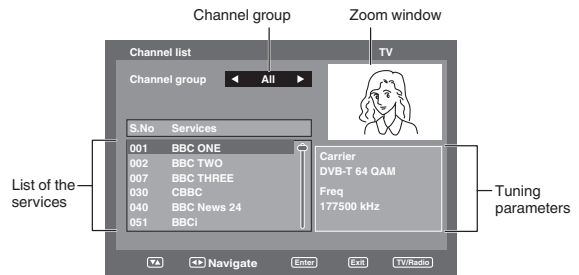 Channel group Zoom window
Channel list TV
Channel group ◀ All ▶
S.No Services
001 BBC ONE
002 BBC TWO
007 BBC THREE
030 CBBC
040 BBC News 24
051 BBCi
Carrier
DVB-T 64 QAM
Freq
177500 kHz
List of the
services
Tuning
parameters
▼▲ ◀▶ Navigate Enter Exit TV/Radio